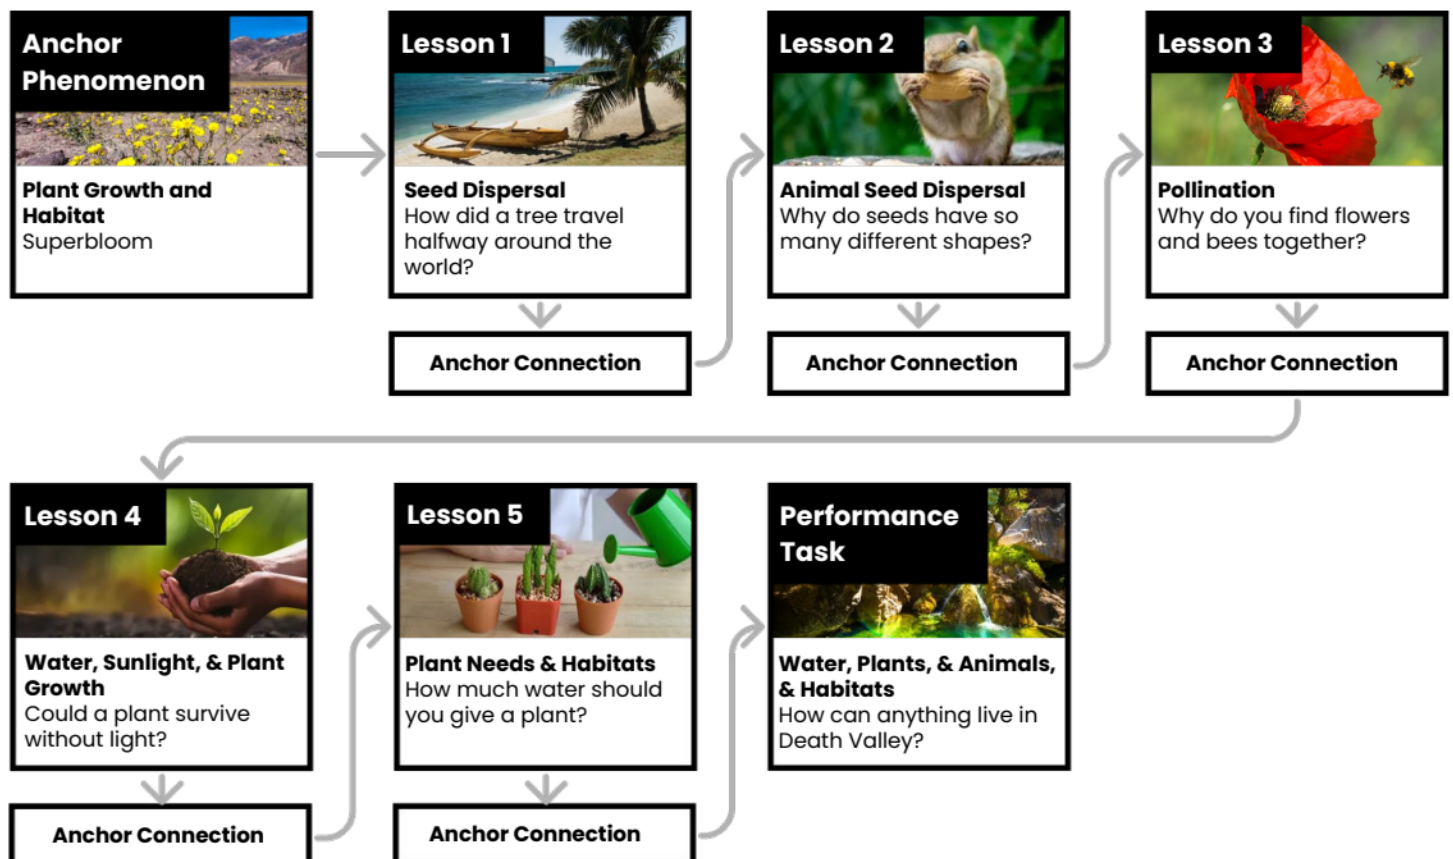 Anchor
Phenomenon
Plant Growth and
Habitat
Superbloom
Lesson 1
Seed Dispersal
How did a tree travel
halfway around the
world?
Anchor Connection
Lesson 2
Animal Seed Dispersal
Why do seeds have so
many different shapes?
Anchor Connection
Lesson 3
Pollination
Why do you find flowers
and bees together?
Anchor Connection
Lesson 4
Water, Sunlight, & Plant
Growth
Could a plant survive
without light?
Anchor Connection
Lesson 5
Plant Needs & Habitats
How much water should
you give a plant?
Anchor Connection
Performance
Task
Water, Plants, & Animals,
& Habitats
How can anything live in
Death Valley?